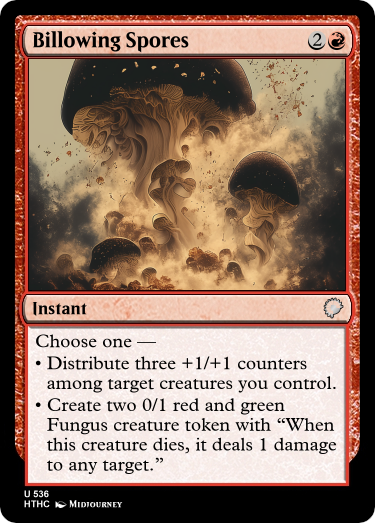 Billowing Spores 2
Instant
Choose one —
• Distribute three +1/+1 counters
among target creatures you control.
• Create two 0/1 red and green
Fungus creature token with “When
this creature dies, it deals 1 damage
to any target.”
U 536
HTHC Midjourney